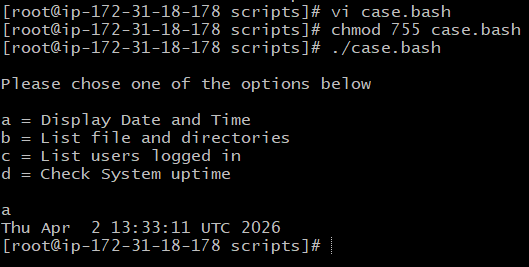 [root@ip-172-31-18-178 scripts]# vi case.bash
[root@ip-172-31-18-178 scripts]# chmod 755 case.bash
[root@ip-172-31-18-178 scripts]# ./case.bash
Please chose one of the options below
a = Display Date and Time
b = List file and directories
c = List users logged in
d = Check System uptime
a
Thu Apr  2 13:33:11 UTC 2026
[root@ip-172-31-18-178 scripts]#